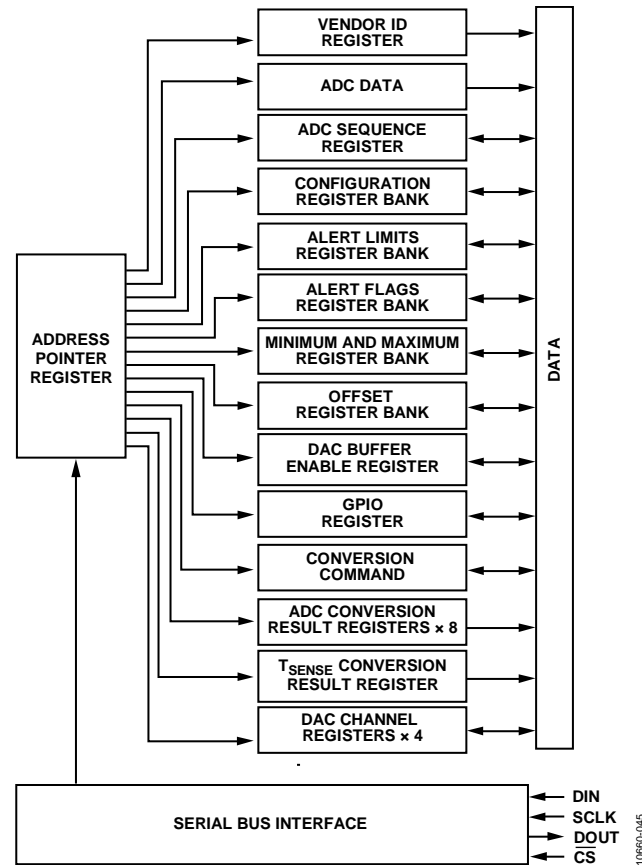 VENDOR ID
REGISTER
ADC DATA
ADC SEQUENCE
REGISTER
CONFIGURATION
REGISTER BANK
ALERT LIMITS
REGISTER BANK
ALERT FLAGS
REGISTER BANK
ADDRESS
POINTER
REGISTER
MINIMUM AND MAXIMUM
REGISTER BANK
DATA
OFFSET
REGISTER BANK
DAC BUFFER
ENABLE REGISTER
GPIO
REGISTER
CONVERSION
COMMAND
ADC CONVERSION
RESULT REGISTERS × 8
TSENSE CONVERSION
RESULT REGISTER
DAC CHANNEL
REGISTERS × 4
SERIAL BUS INTERFACE
DIN
SCLK
DOUT
CS
10660-045